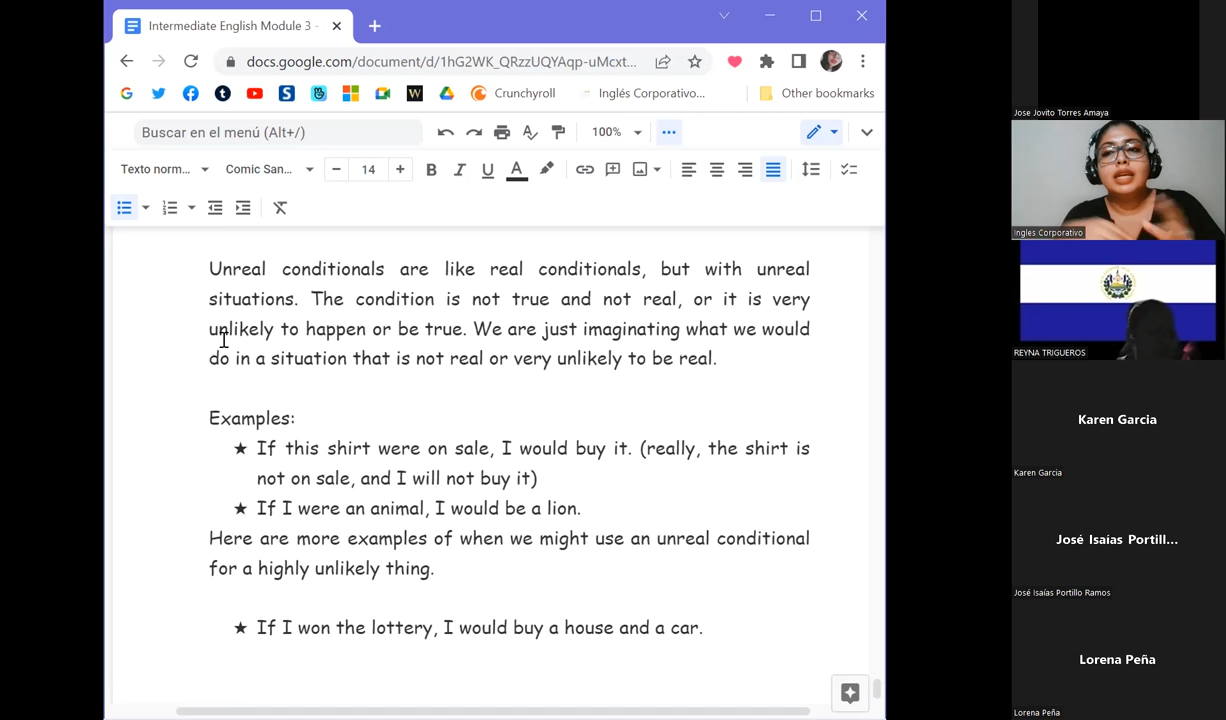 Intermediate English Module 3 -
docs.google.com/document/d/1hG2WK_QRzzUQYAqp-uMcxt...
Crunchyroll
Inglés Corporativo...
Other bookmarks
Buscar en el menú (Alt+/)
100%
Texto norm...
Comic San...
14
Unreal conditionals are like real conditionals, but with unreal
situations. The condition is not true and not real, or it is very
unlikely to happen or be true. We are just imaginating what we would
do in a situation that is not real or very unlikely to be real.
Examples:
★ If this shirt were on sale, I would buy it. (really, the shirt is
not on sale, and I will not buy it)
★ If I were an animal, I would be a lion.
Here are more examples of when we might use an unreal conditional
for a highly unlikely thing.
★ If I won the lottery, I would buy a house and a car.
Jose Jovito Torres Amaya
Ingles Corporativo
REYNA TRIGUEROS
Karen Garcia
Karen Garcia
José Isaías Portill...
José Isaías Portillo Ramos
Lorena Peña
Lorena Peña